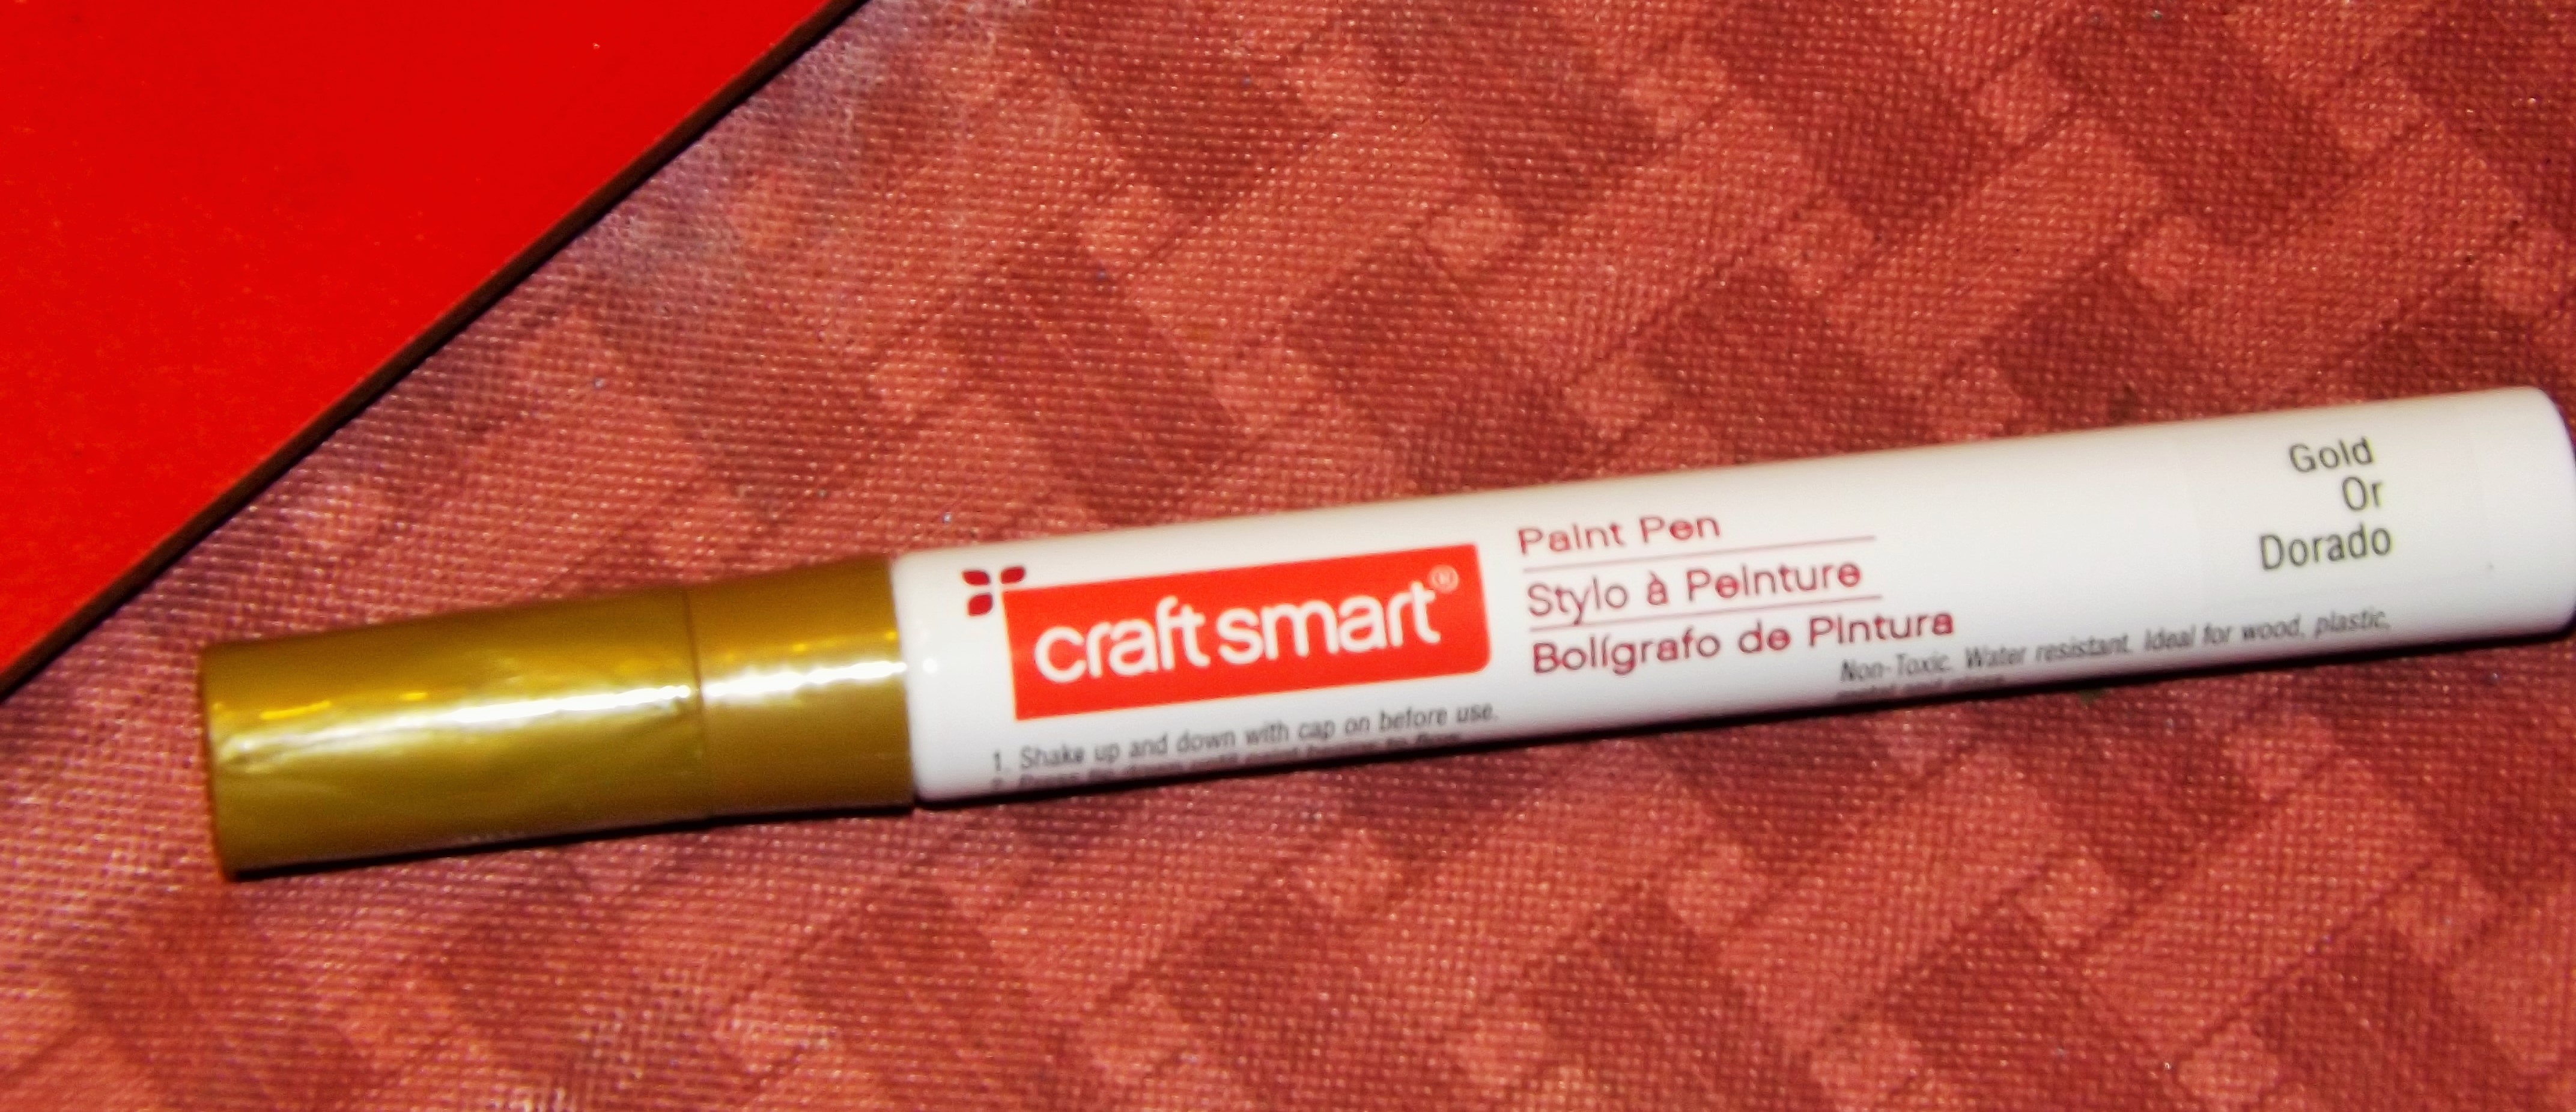 craft smart®
Paint Pen
Stylo à Peinture
Bolígrafo de Pintura
Gold
Or
Dorado
Non-Toxic. Water resistant. Ideal for wood, plastic,
1. Shake up and down with cap on before use.